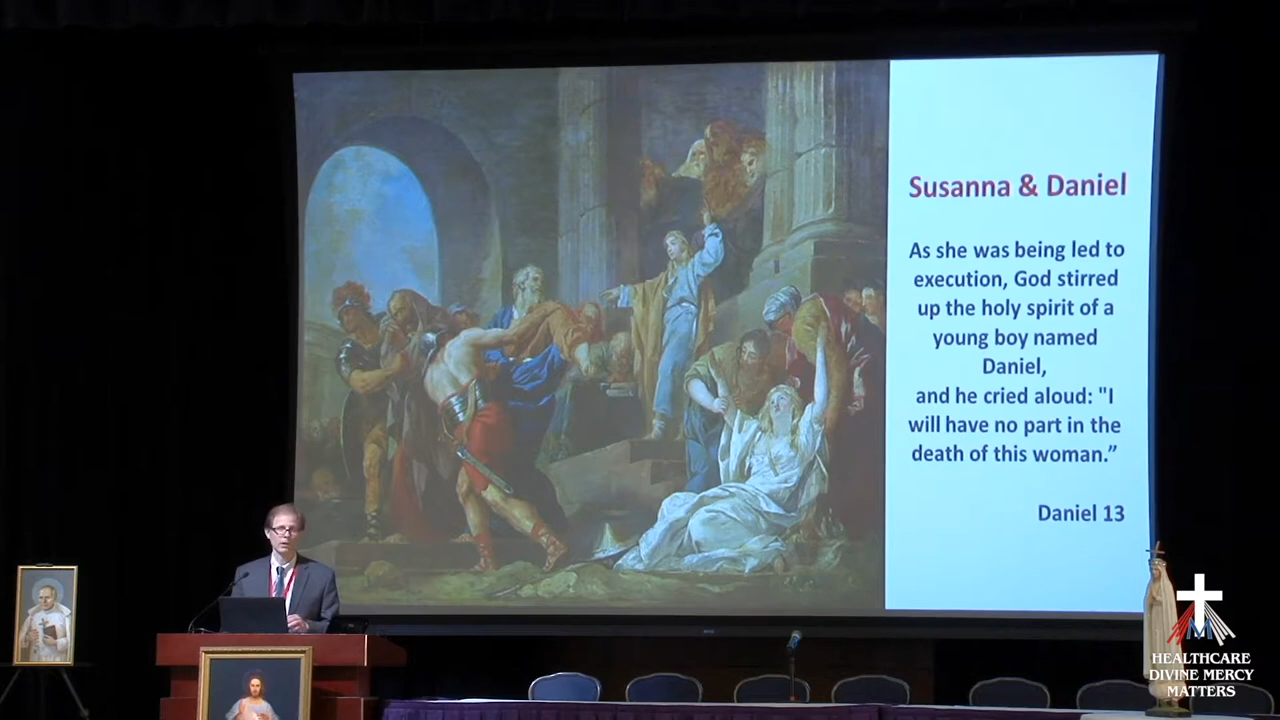 Susanna & Daniel
As she was being led to
execution, God stirred
up the holy spirit of a
young boy named
Daniel,
and he cried aloud: "I
will have no part in the
death of this woman.”
Daniel 13
HEALTHCARE
DIVINE MERCY
MATTERS